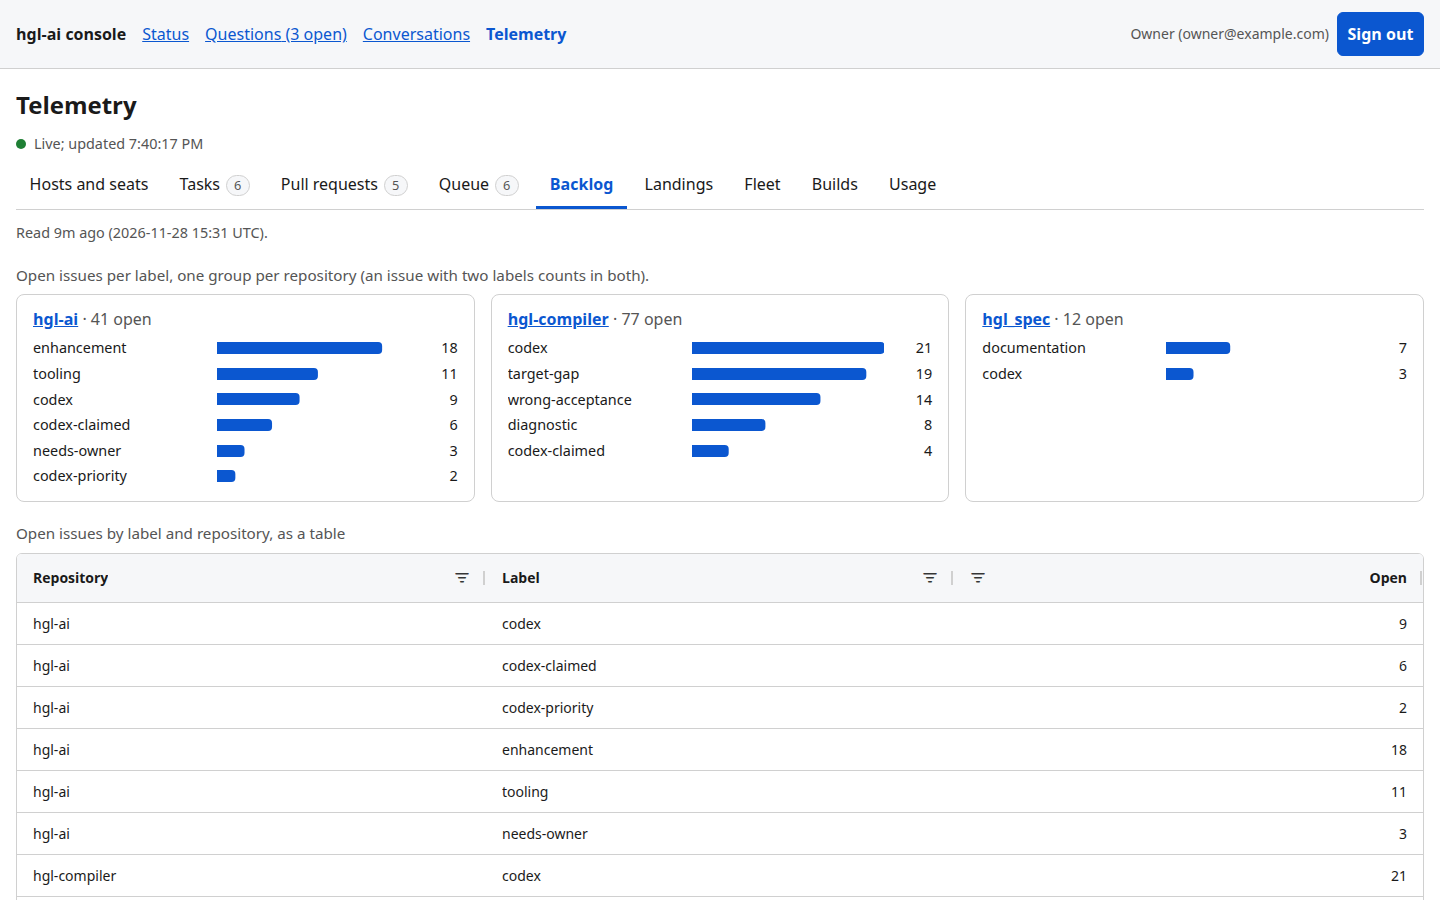 hgl-ai console Status Questions (3 open) Conversations Telemetry Owner (owner@example.com) Sign out
Telemetry
Live; updated 7:40:17 PM
Hosts and seats Tasks 6 Pull requests 5 Queue 6 Backlog Landings Fleet Builds Usage
Read 9m ago (2026-11-28 15:31 UTC).
Open issues per label, one group per repository (an issue with two labels counts in both).
hgl-ai · 41 open
enhancement 18
tooling 11
codex 9
codex-claimed 6
needs-owner 3
codex-priority 2
hgl-compiler · 77 open
codex 21
target-gap 19
wrong-acceptance 14
diagnostic 8
codex-claimed 4
hgl_spec · 12 open
documentation 7
codex 3
Open issues by label and repository, as a table
Repository Label Open
hgl-ai codex 9
hgl-ai codex-claimed 6
hgl-ai codex-priority 2
hgl-ai enhancement 18
hgl-ai tooling 11
hgl-ai needs-owner 3
hgl-compiler codex 21